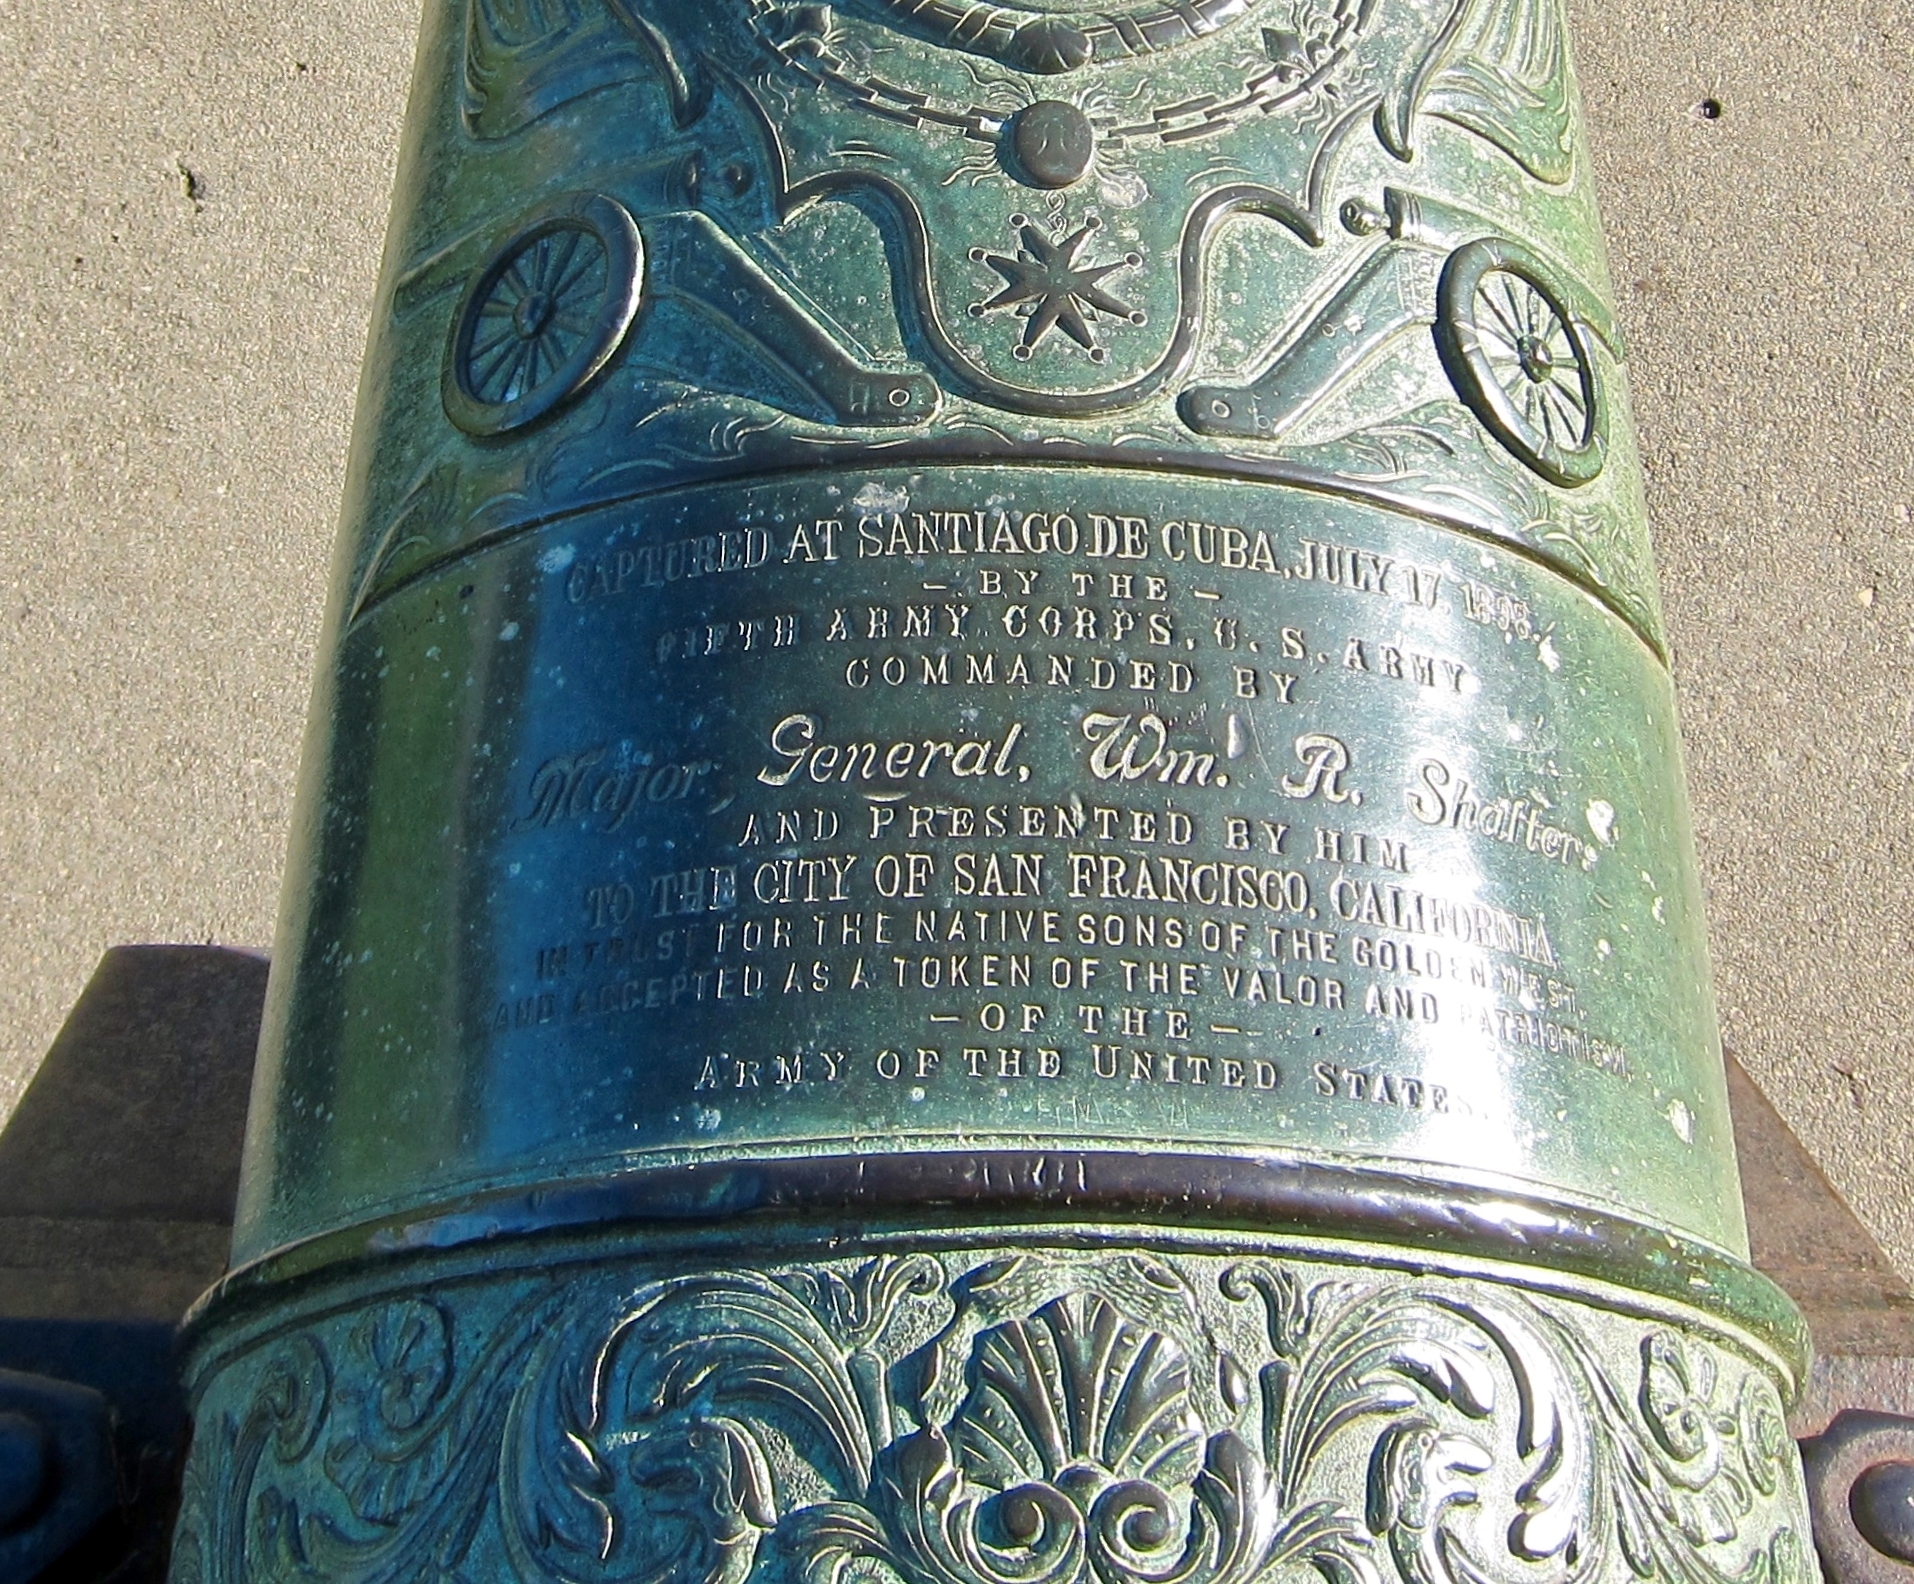 CAPTURED AT SANTIAGO DE CUBA, JULY 17, 1898.
– BY THE –
FIFTH ARMY CORPS, U. S. ARMY
COMMANDED BY
Major General, Wm. R. Shafter.
AND PRESENTED BY HIM
TO THE CITY OF SAN FRANCISCO, CALIFORNIA,
IN TRUST FOR THE NATIVE SONS OF THE GOLDEN WEST.
AND ACCEPTED AS A TOKEN OF THE VALOR AND PATRIOTISM,
– OF THE –
ARMY OF THE UNITED STATES.